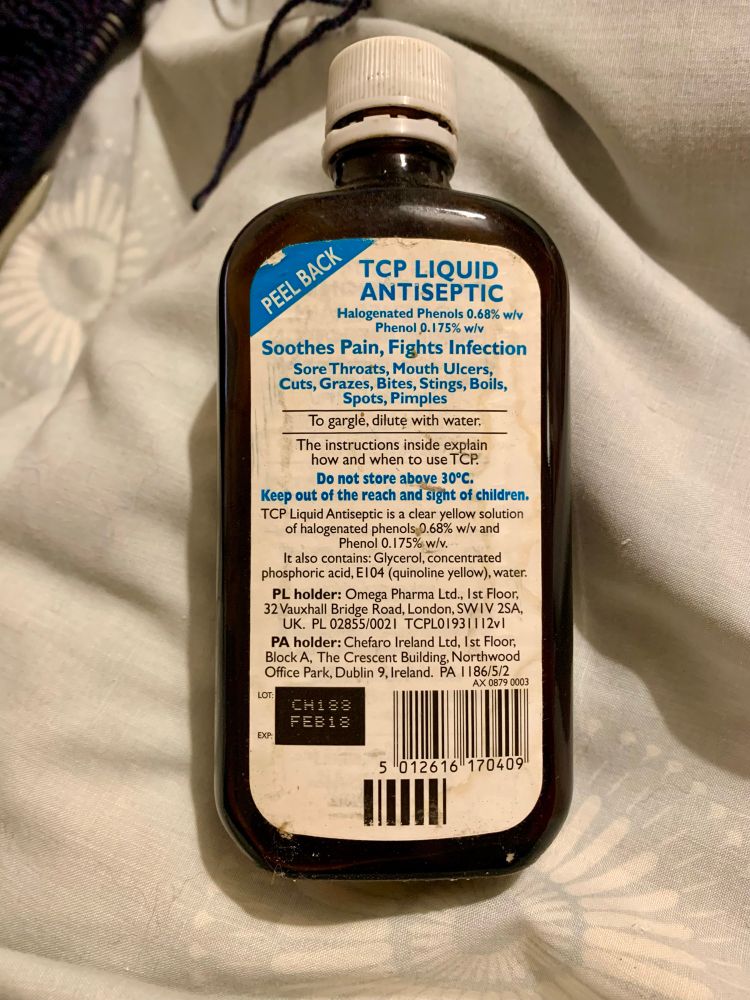 PEEL BACK
TCP LIQUID
ANTISEPTIC
Halogenated Phenols 0.68% w/v
Phenol 0.175% w/v
Soothes Pain, Fights Infection
Sore Throats, Mouth Ulcers,
Cuts, Grazes, Bites, Stings, Boils,
Spots, Pimples
To gargle, dilute with water.
The instructions inside explain
how and when to use TCP.
Do not store above 30°C.
Keep out of the reach and sight of children.
TCP Liquid Antiseptic is a clear yellow solution
of halogenated phenols 0.68% w/v and
Phenol 0.175% w/v.
It also contains: Glycerol, concentrated
phosphoric acid, E104 (quinoline yellow), water.
PL holder: Omega Pharma Ltd., 1st Floor,
32 Vauxhall Bridge Road, London, SW1V 2SA,
UK. PL 02855/0021 TCPL01931112v1
PA holder: Chefaro Ireland Ltd, 1st Floor,
Block A, The Crescent Building, Northwood
Office Park, Dublin 9, Ireland. PA 1186/5/2
AX 0879 0003
LOT: CH188
FEB18
EXP:
5 012616 170409